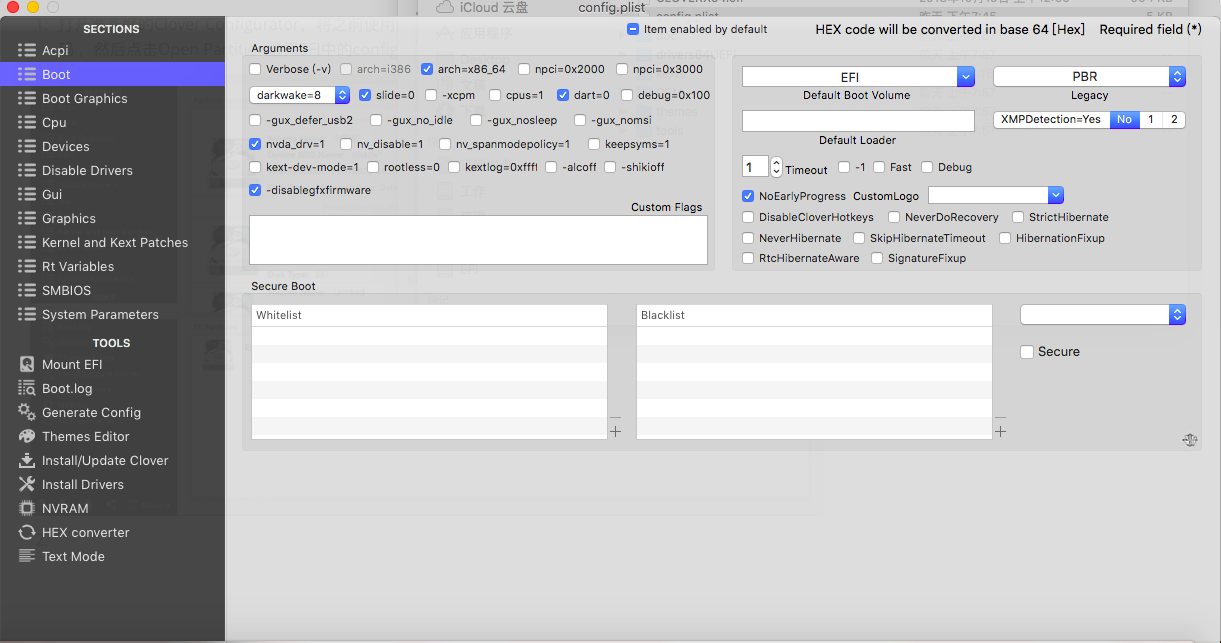 config.plist
iCloud 云盘
SECTIONS
Acpi
Boot
Boot Graphics
Cpu
Devices
Disable Drivers
Gui
Graphics
Kernel and Kext Patches
Rt Variables
SMBIOS
System Parameters
TOOLS
Mount EFI
Boot.log
Generate Config
Themes Editor
Install/Update Clover
Install Drivers
NVRAM
HEX converter
Text Mode
Item enabled by default
HEX code will be converted in base 64 [Hex]
Required field (*)
Arguments
Verbose (-v) arch=i386 arch=x86_64 npci=0x2000 npci=0x3000
darkwake=8 slide=0 -xcpm cpus=1 dart=0 debug=0x100
-gux_defer_usb2 -gux_no_idle -gux_nosleep -gux_nomsi
nvda_drv=1 nv_disable=1 nv_spanmodepolicy=1 keepsyms=1
kext-dev-mode=1 rootless=0 kextlog=0xffff -alcoff -shikioff
-disablegfxfirmware
Custom Flags
EFI
Default Boot Volume
PBR
Legacy
Default Loader
XMPDetection=Yes No 1 2
1 Timeout -1 Fast Debug
NoEarlyProgress CustomLogo
DisableCloverHotkeys NeverDoRecovery StrictHibernate
NeverHibernate SkipHibernateTimeout HibernationFixup
RtcHibernateAware SignatureFixup
Secure Boot
Whitelist
Blacklist
Secure